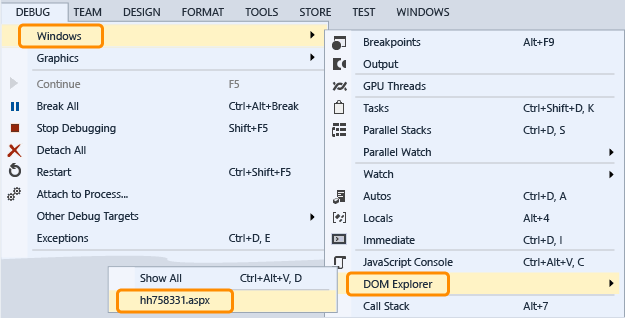 DEBUG TEAM DESIGN FORMAT TOOLS STORE TEST WINDOWS
Windows
Graphics
Continue F5
Break All Ctrl+Alt+Break
Stop Debugging Shift+F5
Detach All
Restart Ctrl+Shift+F5
Attach to Process...
Other Debug Targets
Exceptions Ctrl+D, E
Breakpoints Alt+F9
Output
GPU Threads
Tasks Ctrl+Shift+D, K
Parallel Stacks Ctrl+D, S
Parallel Watch
Watch
Autos Ctrl+D, A
Locals Alt+4
Immediate Ctrl+D, I
JavaScript Console Ctrl+Alt+V, C
DOM Explorer
Call Stack Alt+7
Show All Ctrl+Alt+V, D
hh758331.aspx